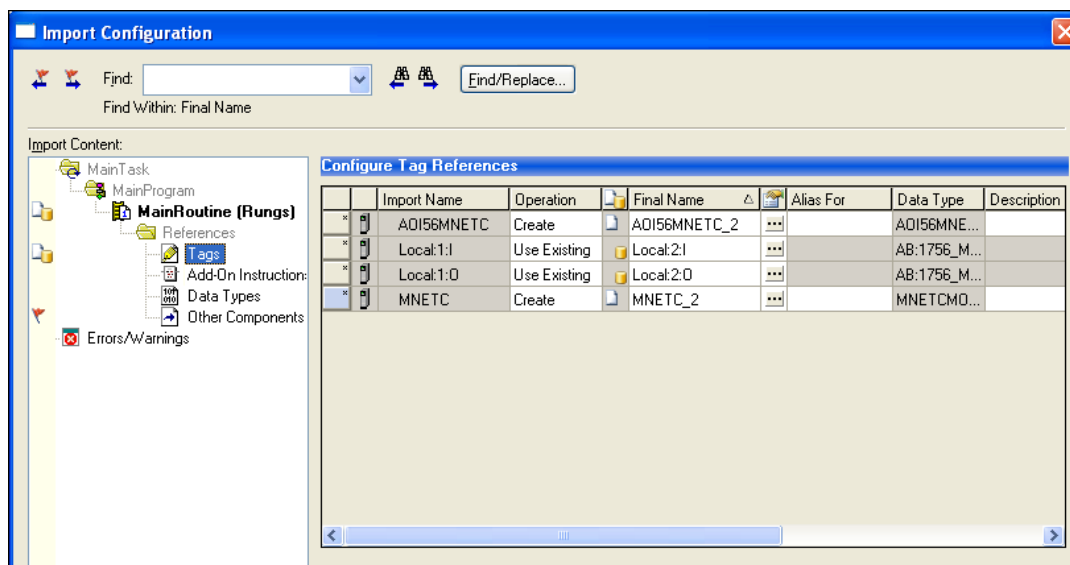 Import Configuration
Find: Find/Replace...
Find Within: Final Name
Import Content:
MainTask
MainProgram
MainRoutine (Rungs)
References
Tags
Add-On Instruction:
Data Types
Other Components
Errors/Warnings
Configure Tag References
Import Name Operation Final Name Alias For Data Type Description
AOI56MNETC Create AOI56MNETC_2 ... AOI56MNE...
Local:1:I Use Existing Local:2:I ... AB:1756_M...
Local:1:O Use Existing Local:2:O ... AB:1756_M...
MNETC Create MNETC_2 ... MNETCMO...